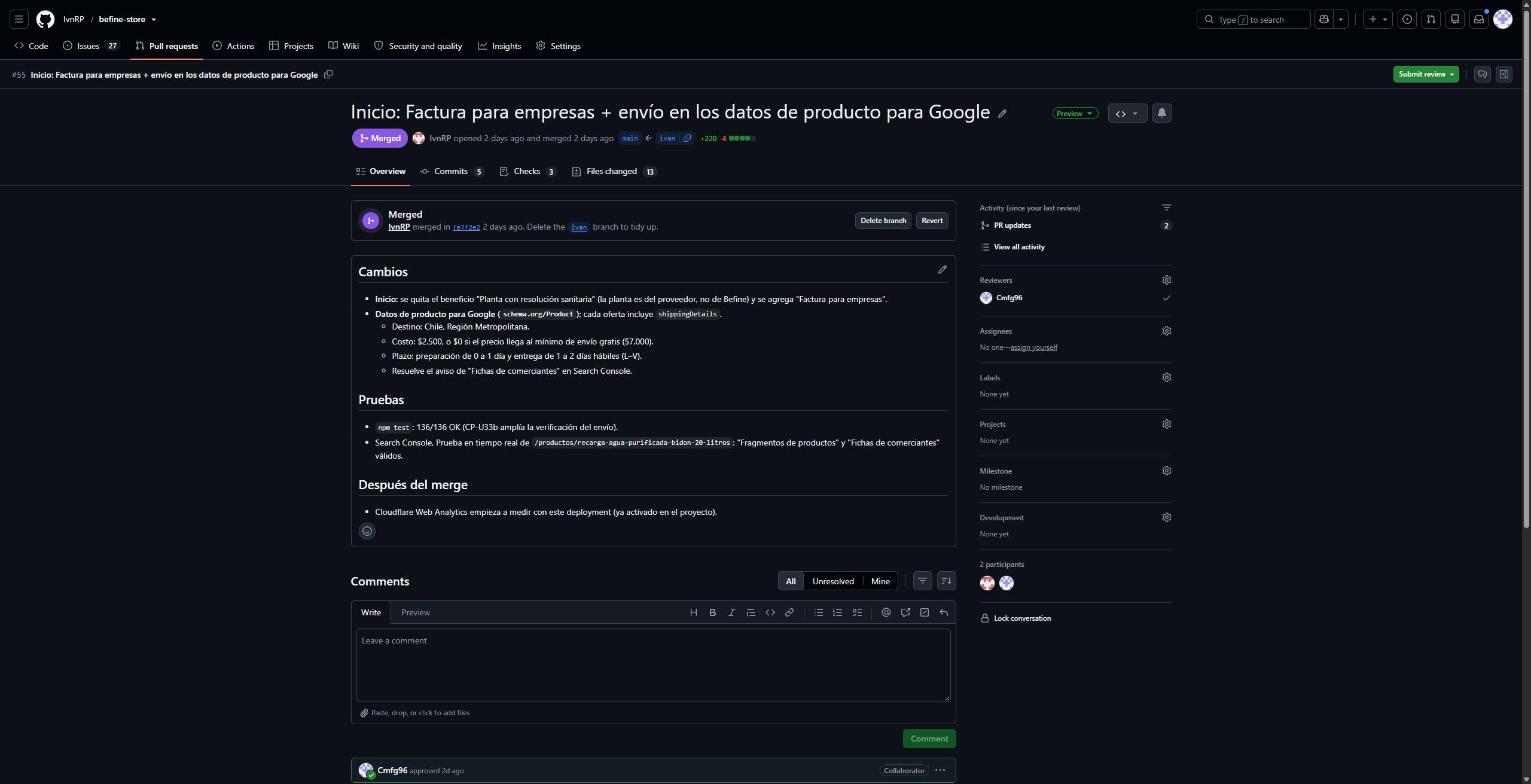 IvnRP / befine-store
Type / to search
Code
Issues 27
Pull requests
Actions
Projects
Wiki
Security and quality
Insights
Settings
#55 Inicio: Factura para empresas + envío en los datos de producto para Google
Submit review
Inicio: Factura para empresas + envío en los datos de producto para Google
Preview
Merged
IvnRP opened 2 days ago and merged 2 days ago main ← ivan +220 -4
Overview
Commits 5
Checks 3
Files changed 13
Merged
IvnRP merged in fe7f2e2 2 days ago. Delete the ivan branch to tidy up.
Delete branch
Revert
Cambios
• Inicio: se quita el beneficio "Planta con resolución sanitaria" (la planta es del proveedor, no de Befine) y se agrega "Factura para empresas".
• Datos de producto para Google (schema.org/Product): cada oferta incluye shippingDetails.
◦ Destino: Chile, Región Metropolitana.
◦ Costo: $2.500, o $0 si el precio llega al mínimo de envío gratis ($7.000).
◦ Plazo: preparación de 0 a 1 día y entrega de 1 a 2 días hábiles (L–V).
◦ Resuelve el aviso de "Fichas de comerciantes" en Search Console.
Pruebas
• npm test: 136/136 OK (CP-U33b amplía la verificación del envío).
• Search Console, Prueba en tiempo real de /productos/recarga-agua-purificada-bidon-20-litros: "Fragmentos de productos" y "Fichas de comerciantes"
válidos.
Después del merge
• Cloudflare Web Analytics empieza a medir con este deployment (ya activado en el proyecto).
Comments
All
Unresolved
Mine
Write
Preview
Leave a comment
Paste, drop, or click to add files
Comment
Cmfg96 approved 2d ago
Collaborator
Activity (since your last review)
PR updates 2
View all activity
Reviewers
Cmfg96
Assignees
No one—assign yourself
Labels
None yet
Projects
None yet
Milestone
No milestone
Development
None yet
2 participants
Lock conversation